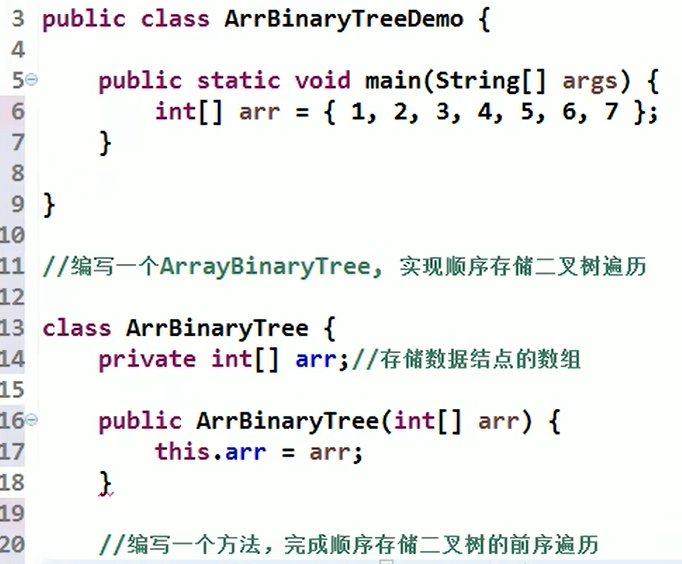 3 public class ArrBinaryTreeDemo {
4
5 public static void main(String[] args) {
6 int[] arr = { 1, 2, 3, 4, 5, 6, 7 };
7 }
8
9 }
10
11 //编写一个ArrayBinaryTree, 实现顺序存储二叉树遍历
12
13 class ArrBinaryTree {
14 private int[] arr;//存储数据结点的数组
15
16 public ArrBinaryTree(int[] arr) {
17 this.arr = arr;
18 }
19
20 //编写一个方法，完成顺序存储二叉树的前序遍历